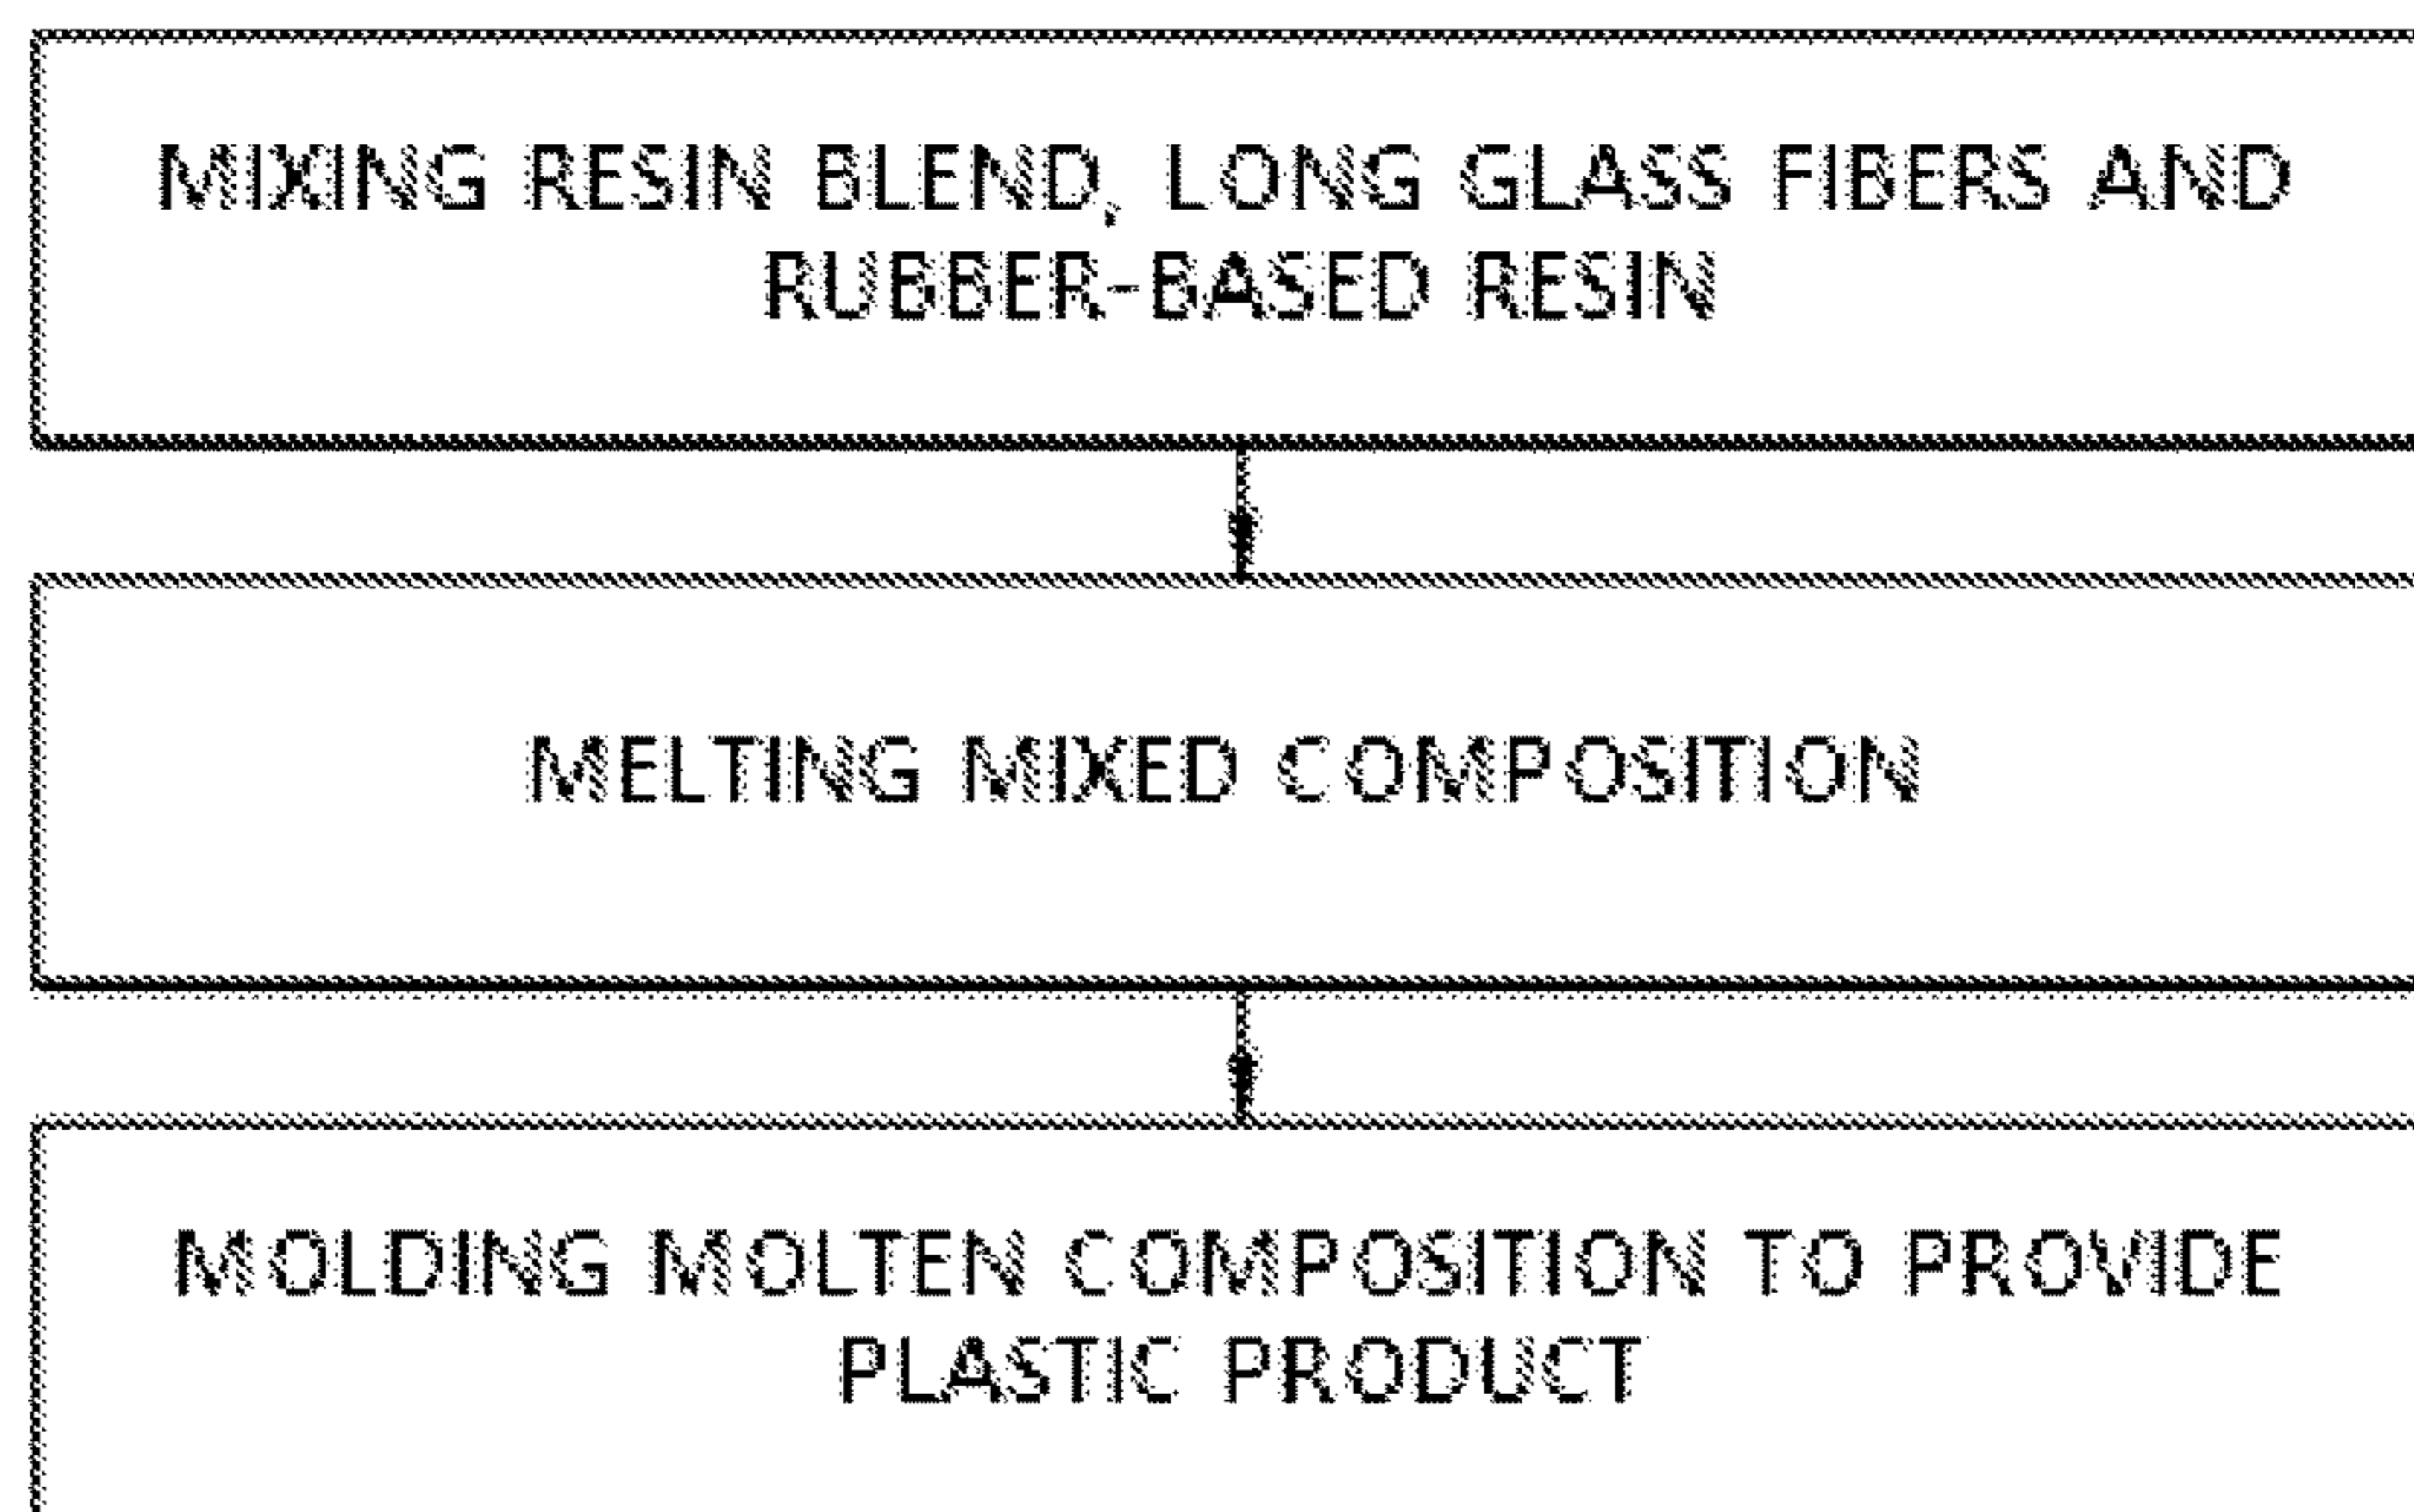 MIXING RESIN BLEND, LONG GLASS FIBERS AND
RUBBER-BASED RESIN
MELTING MIXED COMPOSITION
MOLDING MOLTEN COMPOSITION TO PROVIDE
PLASTIC PRODUCT